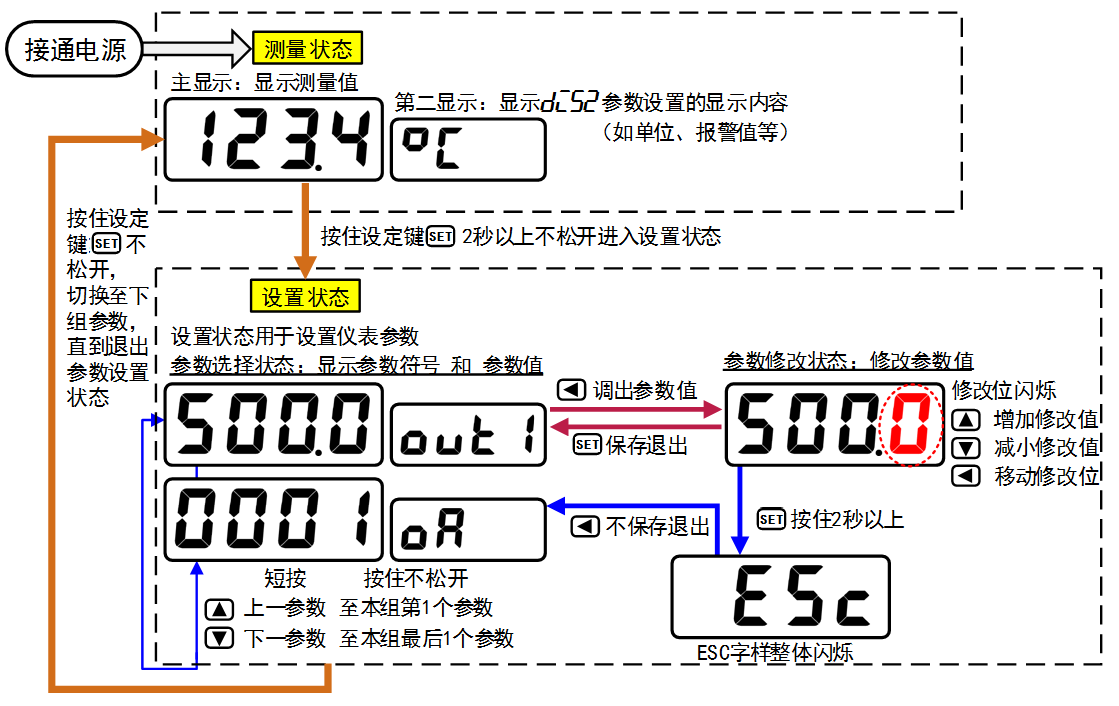 接通电源
测量状态
主显示：显示测量值
123.4
第二显示：显示diS2参数设置的显示内容
（如单位、报警值等）
℃
按住设定
键SET不
松开，
切换至下
组参数，
直到退出
参数设置
状态
按住设定键SET 2秒以上不松开进入设置状态
设置状态
设置状态用于设置仪表参数
参数选择状态：显示参数符号 和 参数值
500.0
out1
◀ 调出参数值
SET 保存退出
参数修改状态：修改参数值
500.0
修改位闪烁
▲ 增加修改值
▼ 减小修改值
◀ 移动修改位
0001
oA
◀ 不保存退出
SET 按住2秒以上
ESc
ESC字样整体闪烁
短按 按住不松开
▲ 上一参数 至本组第1个参数
▼ 下一参数 至本组最后1个参数